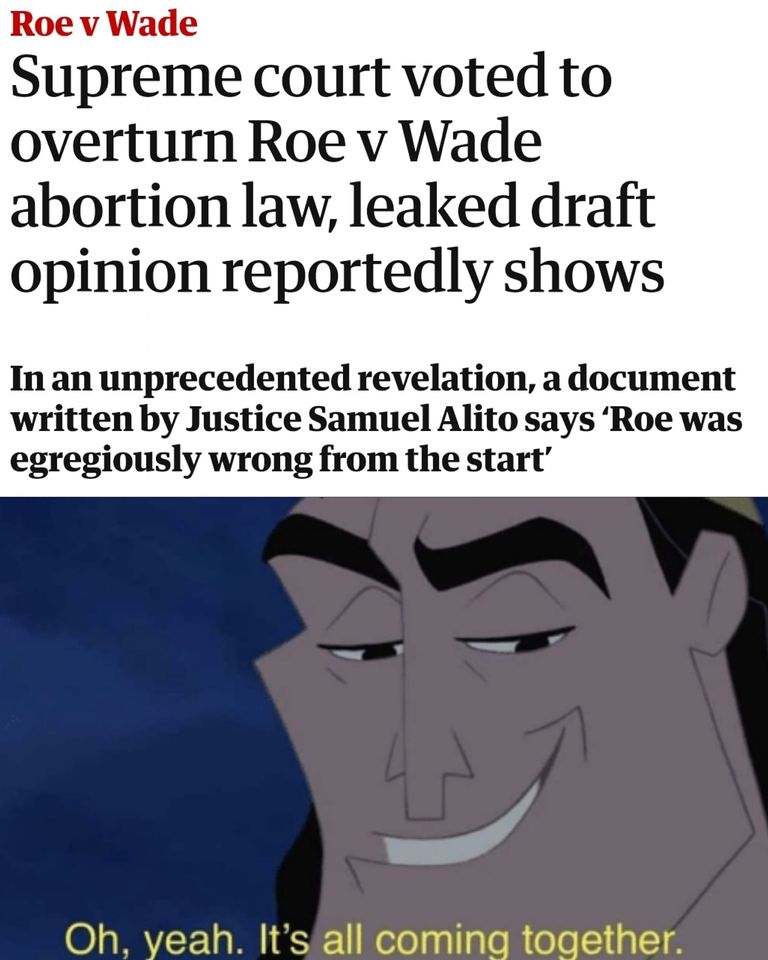 Roe v Wade
Supreme court voted to
overturn Roe v Wade
abortion law, leaked draft
opinion reportedly shows
In an unprecedented revelation, a document
written by Justice Samuel Alito says ‘Roe was
egregiously wrong from the start’
Oh, yeah. It's all coming together.